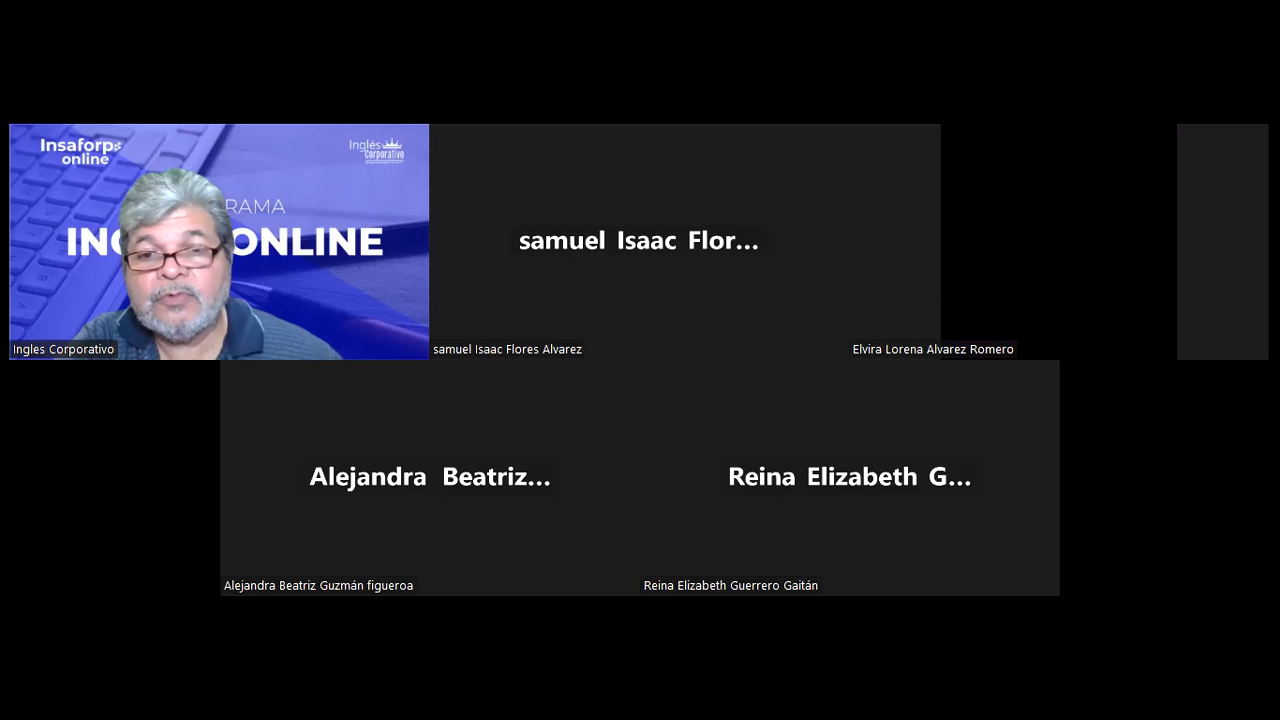 Insaforp
online
Inglés
Corporativo
RAMA
ING ONLINE
Ingles Corporativo
samuel Isaac Flor...
samuel Isaac Flores Alvarez
Elvira Lorena Alvarez Romero
Alejandra Beatriz...
Reina Elizabeth G...
Alejandra Beatriz Guzmán figueroa
Reina Elizabeth Guerrero Gaitán